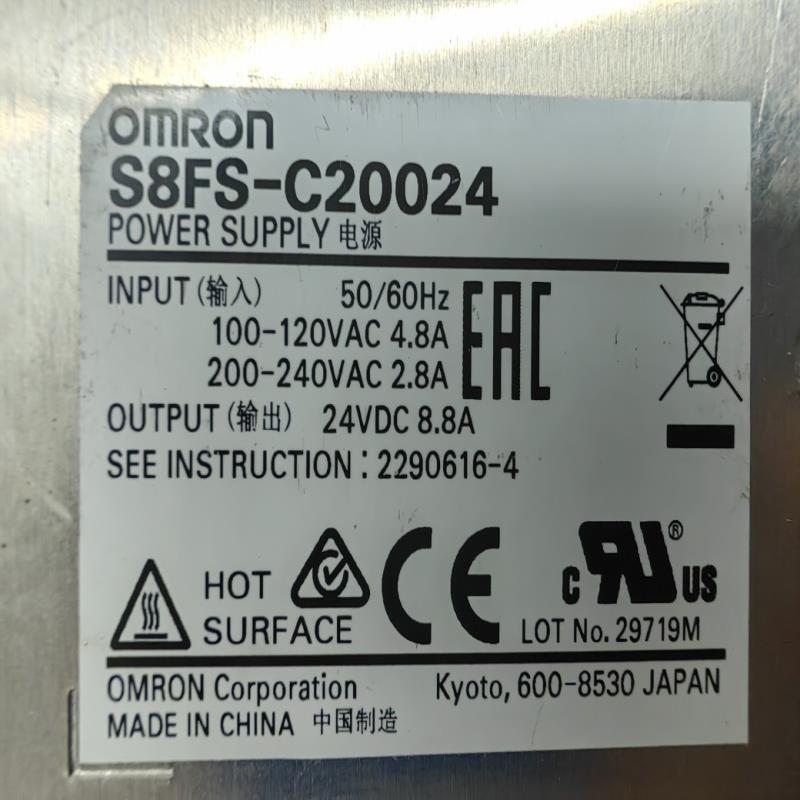 OMRON
S8FS-C20024
POWER SUPPLY 电源
INPUT (输入) 50/60Hz
100-120VAC 4.8A
200-240VAC 2.8A
EAC
OUTPUT (输出) 24VDC 8.8A
SEE INSTRUCTION : 2290616-4
HOT
SURFACE
CE
c RU ® US
LOT No. 29719M
OMRON Corporation Kyoto, 600-8530 JAPAN
MADE IN CHINA 中国制造